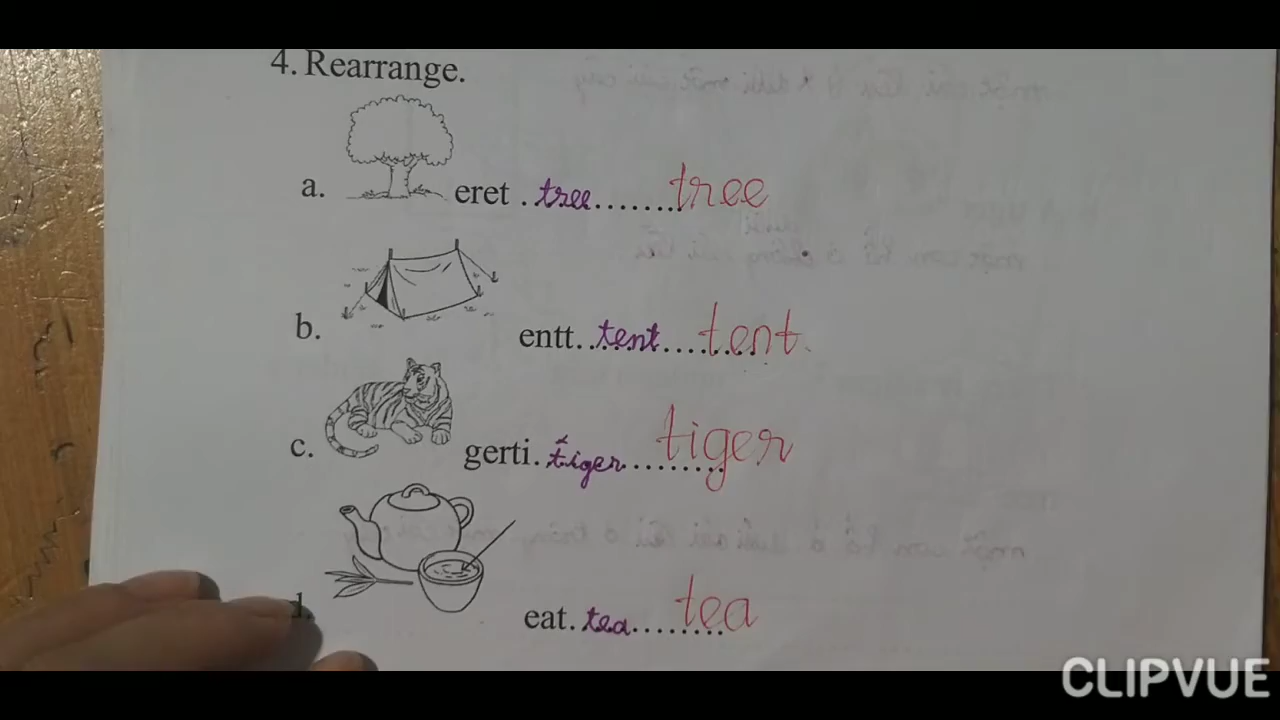 4. Rearrange.
a. eret . tree........ tree
b. entt. tent........ tent
c. gerti. tiger........ tiger
d. eat. tea........ tea
CLIPVUE